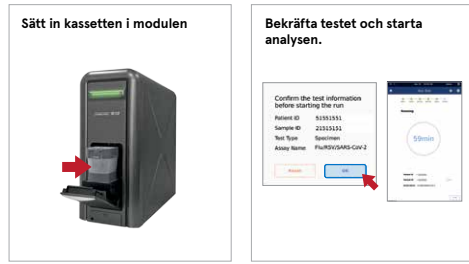 Sätt in kassetten i modulen
Bekräfta testet och starta
analysen.
Confirm the test information
before starting the run
Patient ID 51551551
Sample ID 21515151
Test Type Specimen
Assay Name Flu/RSV/SARS-CoV-2
OK
59min